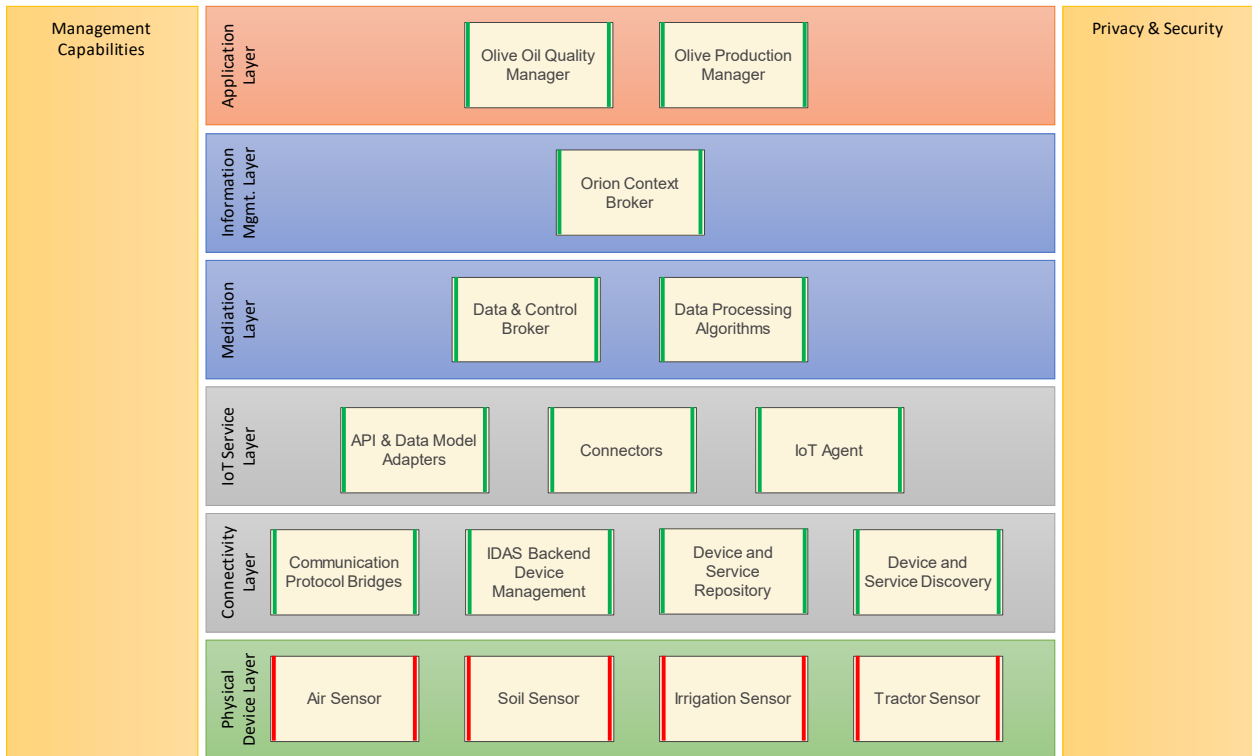 Management
Capabilities
Application
Layer
Olive Oil Quality
Manager
Olive Production
Manager
Privacy & Security
Information
Mgmt. Layer
Orion Context
Broker
Mediation
Layer
Data & Control
Broker
Data Processing
Algorithms
IoT Service
Layer
API & Data Model
Adapters
Connectors
IoT Agent
Connectivity
Layer
Communication
Protocol Bridges
IDAS Backend
Device
Management
Device and
Service
Repository
Device and
Service Discovery
Physical
Device Layer
Air Sensor
Soil Sensor
Irrigation Sensor
Tractor Sensor